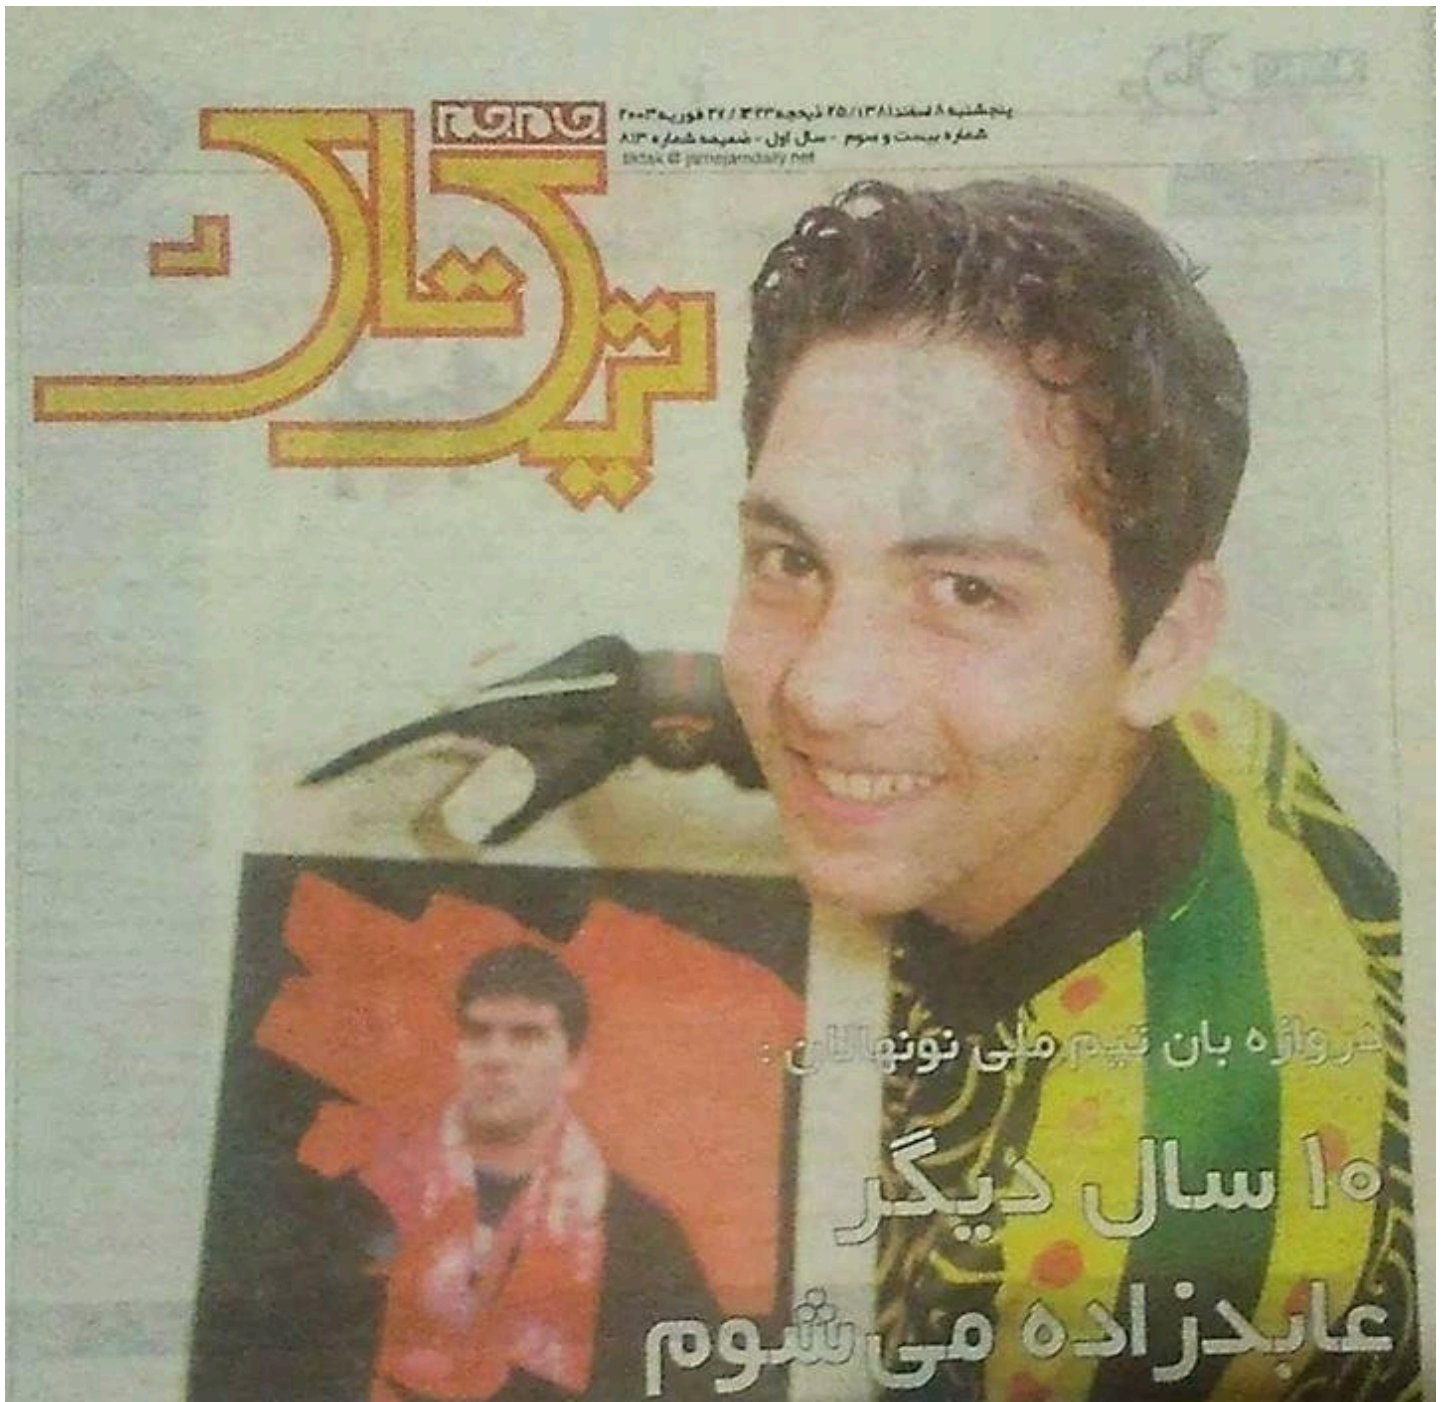 پنجشنبه ۸ اسفند ۱۳۸۱ / ۲۵ ذیحجه ۱۴۲۳ / ۲۷ فوریه ۲۰۰۳
شماره بیست و سوم - سال اول - ضمیمه شماره ۸۱۳
tiktak@jamejamdaily.net
جام جم
تیک تاک
دروازه بان تیم ملی نونهالان :
۱۰ سال دیگر
عابدزاده می‌شوم